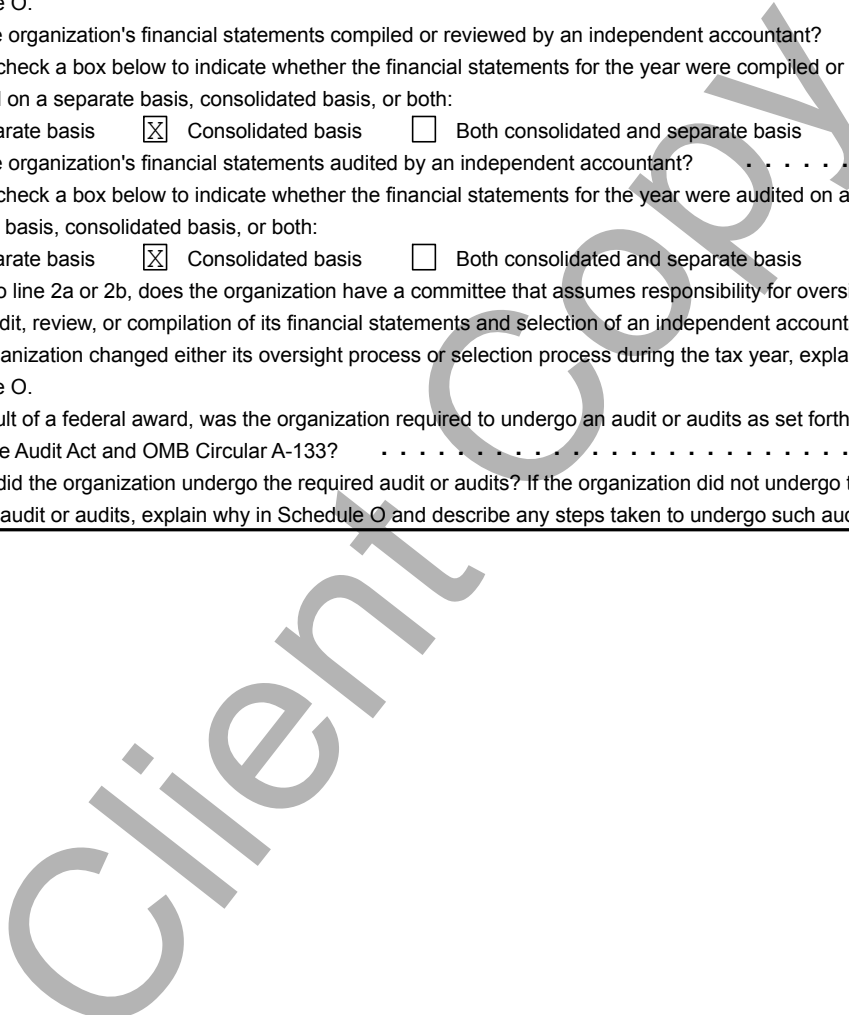 e O.
e organization's financial statements compiled or reviewed by an independent accountant?
check a box below to indicate whether the financial statements for the year were compiled or
on a separate basis, consolidated basis, or both:
arate basis X Consolidated basis Both consolidated and separate basis
e organization's financial statements audited by an independent accountant? . . . . . .
check a box below to indicate whether the financial statements for the year were audited on a
basis, consolidated basis, or both:
arate basis X Consolidated basis Both consolidated and separate basis
o line 2a or 2b, does the organization have a committee that assumes responsibility for oversi
dit, review, or compilation of its financial statements and selection of an independent account
ganization changed either its oversight process or selection process during the tax year, expla
e O.
ult of a federal award, was the organization required to undergo an audit or audits as set forth
e Audit Act and OMB Circular A-133? . . . . . . . . . . . . . . . . . . . . . . . . . . . .
did the organization undergo the required audit or audits? If the organization did not undergo t
audit or audits, explain why in Schedule O and describe any steps taken to undergo such aud
Client Copy